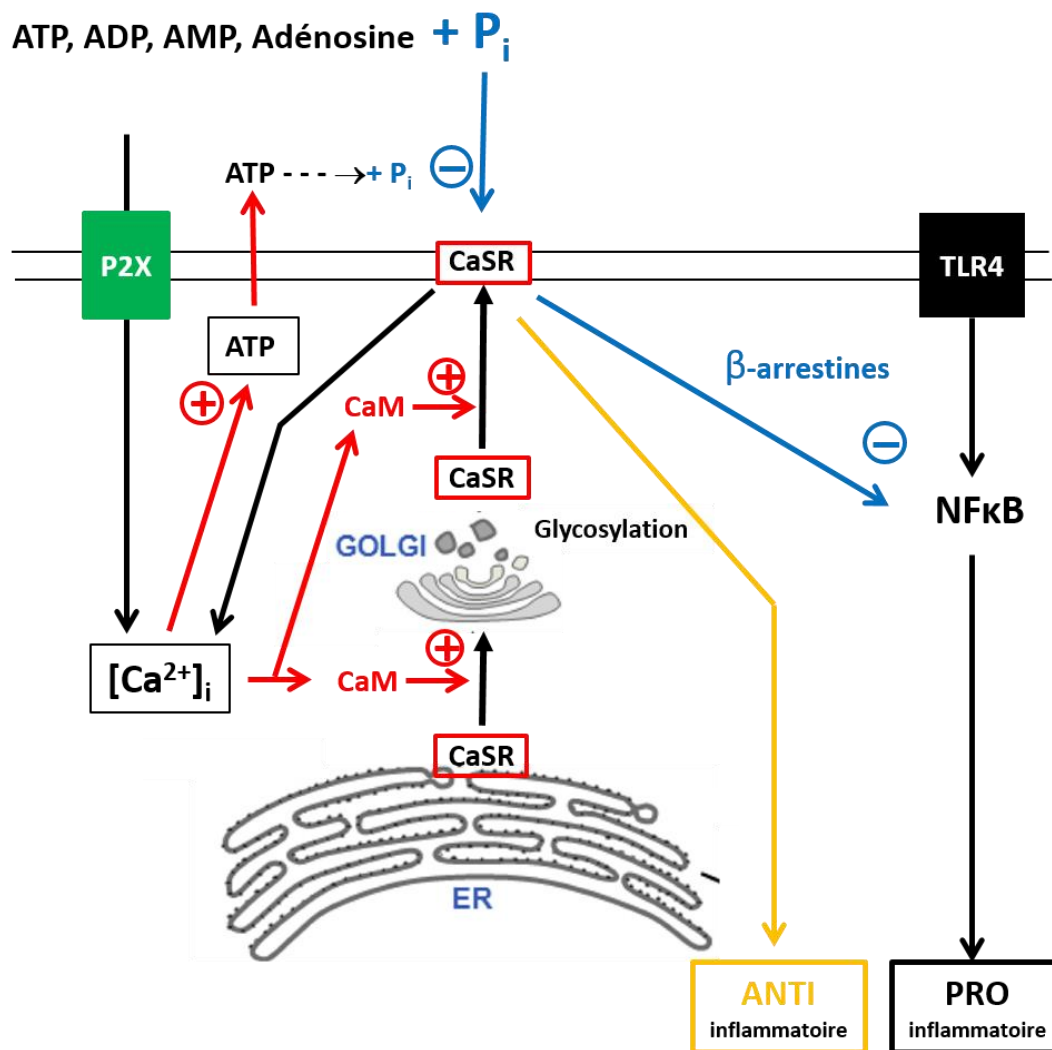 ATP, ADP, AMP, Adénosine + Pi
ATP - - - →+ Pi
P2X
CaSR
TLR4
ATP
β-arrestines
CaM
CaSR
NFκB
Glycosylation
GOLGI
[Ca²⁺]i
CaM
CaSR
ER
ANTI
inflammatoire
PRO
inflammatoire